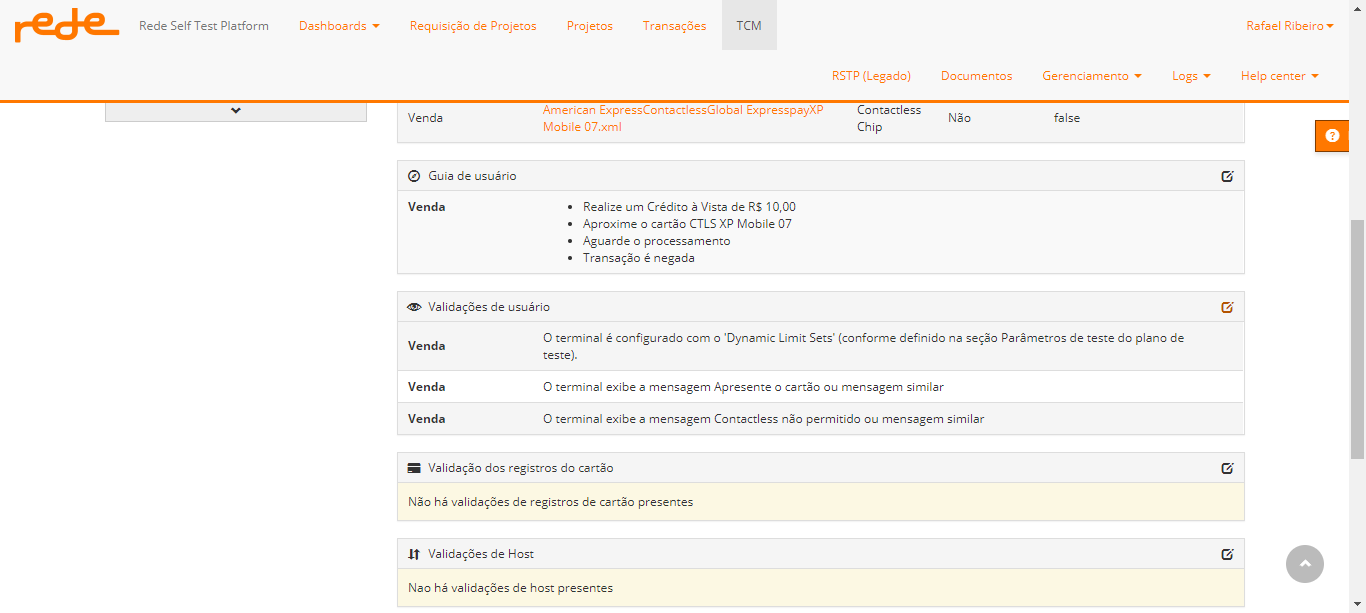 rede Rede Self Test Platform Dashboards Requisição de Projetos Projetos Transações TCM Rafael Ribeiro
RSTP (Legado) Documentos Gerenciamento Logs Help center
American ExpressContactlessGlobal ExpresspayXP Contactless
Venda Não false
Mobile 07.xml Chip
Guia de usuário
Venda Realize um Crédito à Vista de R$ 10,00
Aproxime o cartão CTLS XP Mobile 07
Aguarde o processamento
Transação é negada
Validações de usuário
O terminal é configurado com o 'Dynamic Limit Sets' (conforme definido na seção Parâmetros de teste do plano de
Venda
teste).
Venda O terminal exibe a mensagem Apresente o cartão ou mensagem similar
Venda O terminal exibe a mensagem Contactless não permitido ou mensagem similar
Validação dos registros do cartão
Não há validações de registros de cartão presentes
Validações de Host
Nao há validações de host presentes